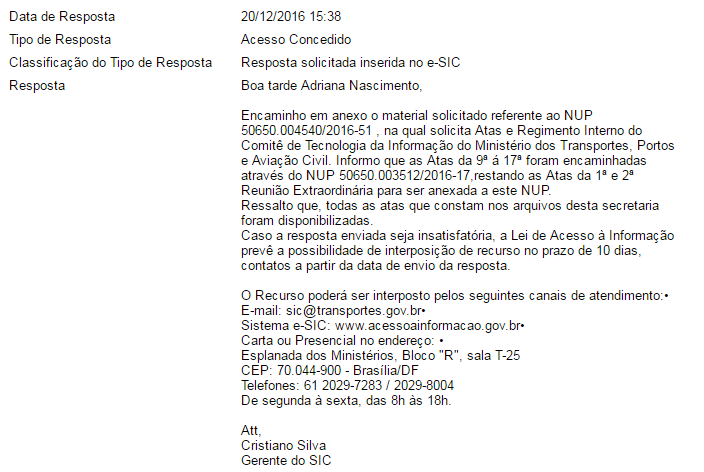 Data de Resposta 20/12/2016 15:38
Tipo de Resposta Acesso Concedido
Classificação do Tipo de Resposta Resposta solicitada inserida no e-SIC
Resposta Boa tarde Adriana Nascimento,
Encaminho em anexo o material solicitado referente ao NUP
50650.004540/2016-51 , na qual solicita Atas e Regimento Interno do
Comitê de Tecnologia da Informação do Ministério dos Transportes, Portos
e Aviação Civil. Informo que as Atas da 9ª á 17ª foram encaminhadas
através do NUP 50650.003512/2016-17,restando as Atas da 1ª e 2ª
Reunião Extraordinária para ser anexada a este NUP.
Ressalto que, todas as atas que constam nos arquivos desta secretaria
foram disponibilizadas.
Caso a resposta enviada seja insatisfatória, a Lei de Acesso à Informação
prevê a possibilidade de interposição de recurso no prazo de 10 dias,
contatos a partir da data de envio da resposta.
O Recurso poderá ser interposto pelos seguintes canais de atendimento:•
E-mail: sic@transportes.gov.br•
Sistema e-SIC: www.acessoainformacao.gov.br•
Carta ou Presencial no endereço: •
Esplanada dos Ministérios, Bloco "R", sala T-25
CEP: 70.044-900 - Brasília/DF
Telefones: 61 2029-7283 / 2029-8004
De segunda à sexta, das 8h às 18h.
Att,
Cristiano Silva
Gerente do SIC